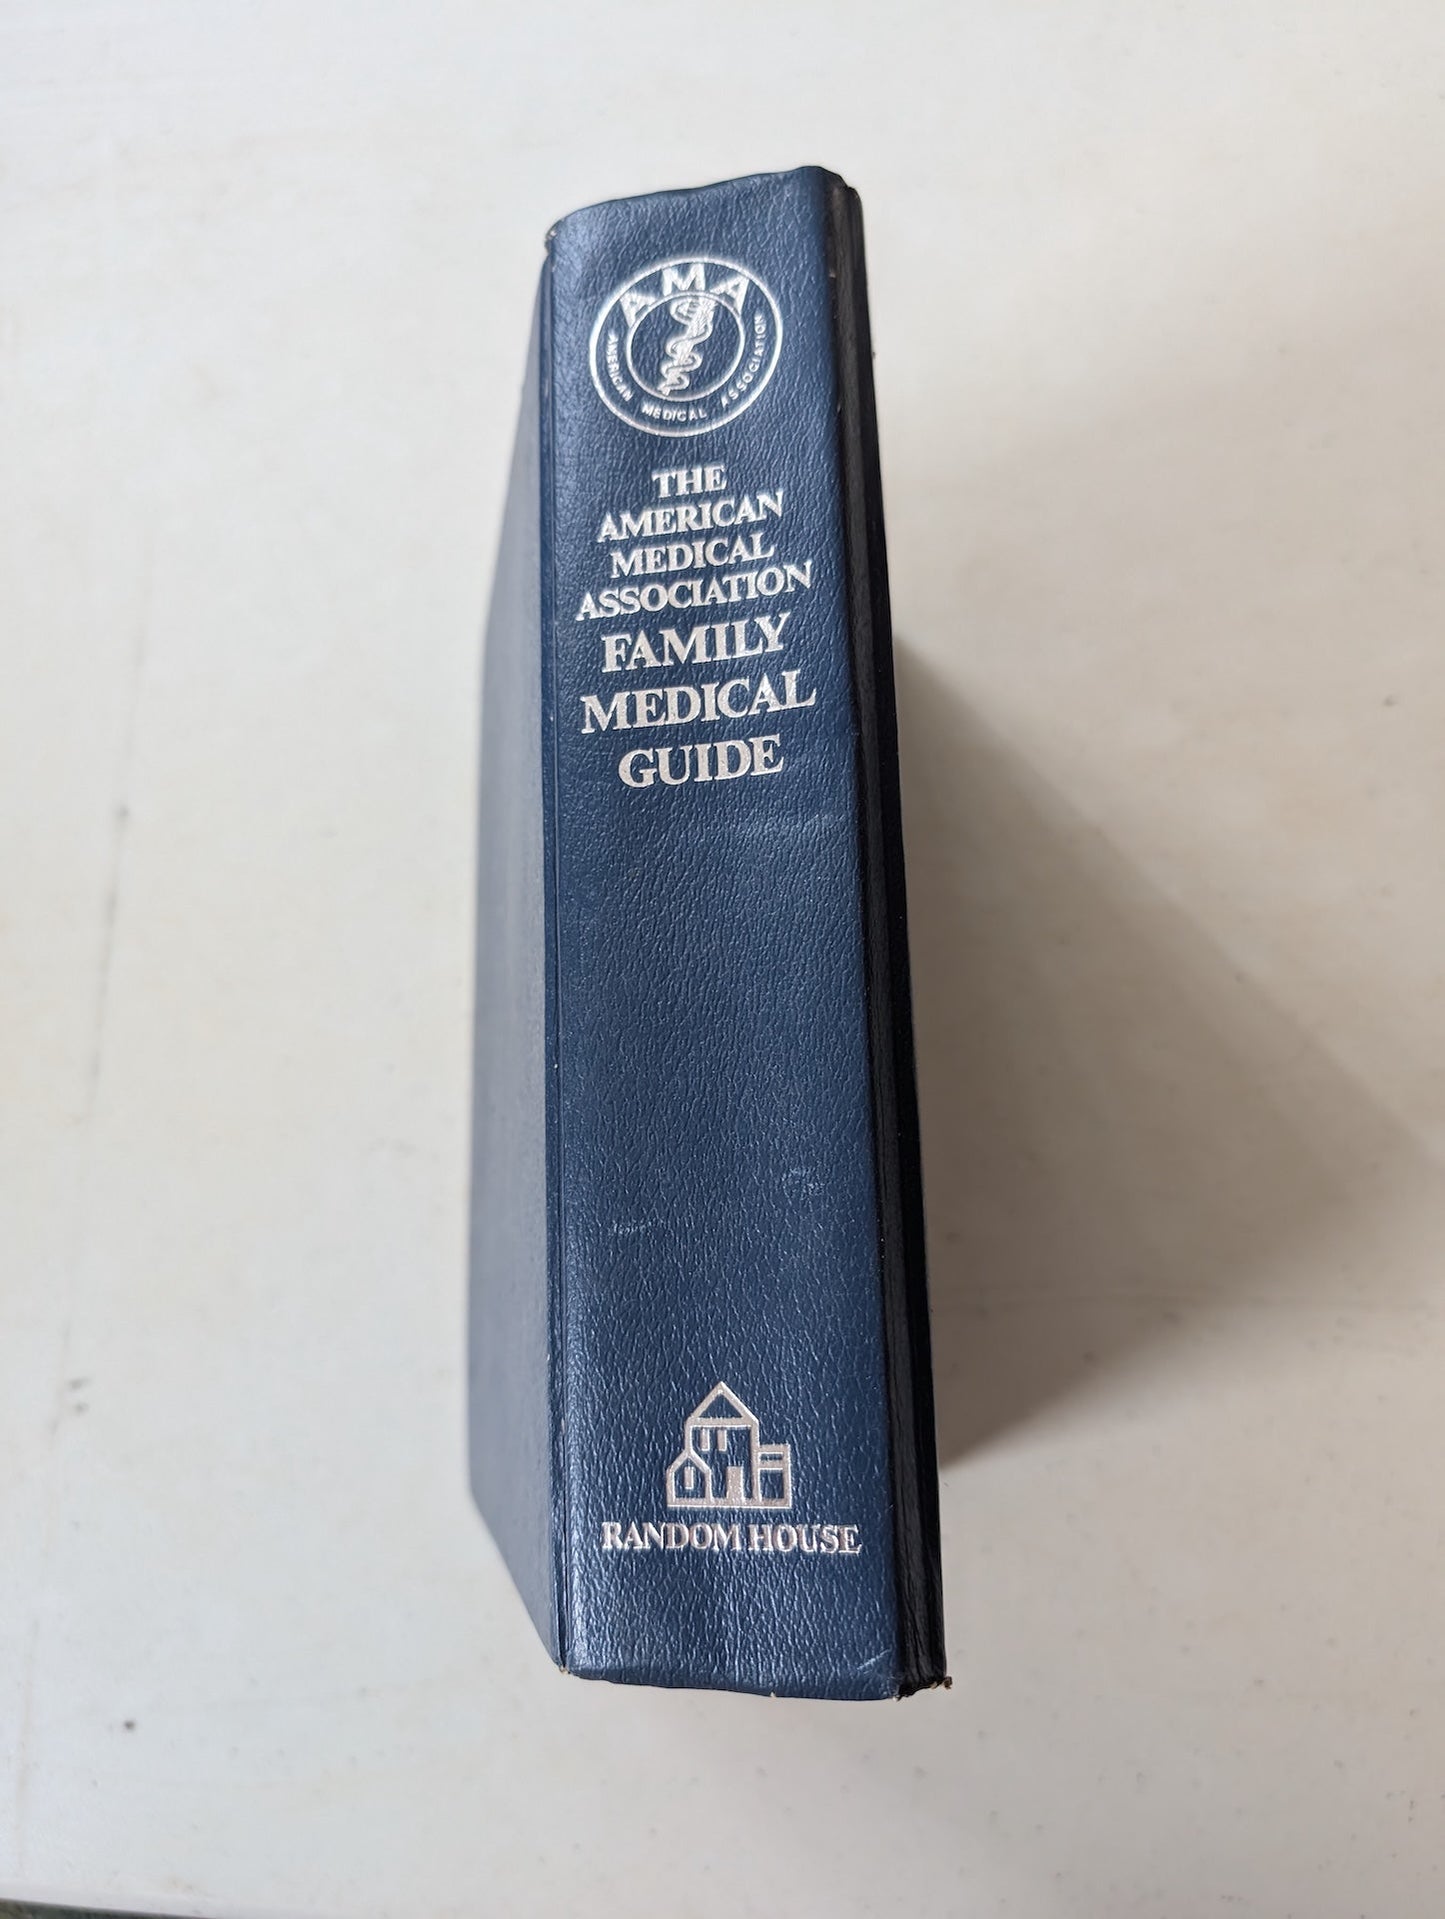 AMA
AMERICAN MEDICAL ASSOCIATION
THE
AMERICAN
MEDICAL
ASSOCIATION
FAMILY
MEDICAL
GUIDE
RANDOM HOUSE